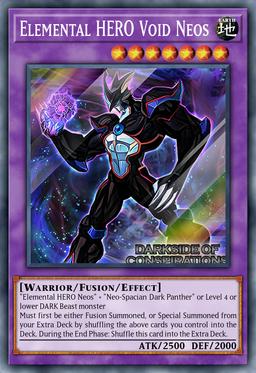 Elemental HERO Void Neos
EARTH
地
DARKSIDE OF
CONSPIRATION
[Warrior/Fusion/Effect]
"Elemental HERO Neos" + "Neo-Spacian Dark Panther" or Level 4 or
lower DARK Beast monster
Must first be either Fusion Summoned, or Special Summoned from
your Extra Deck by shuffling the above cards you control into the
Deck. During the End Phase: Shuffle this card into the Extra Deck.
ATK/2500 DEF/2000